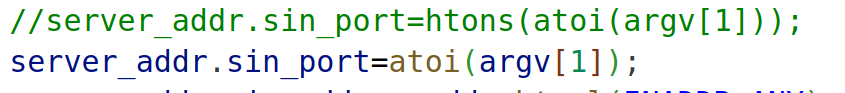 //server_addr.sin_port=htons(atoi(argv[1]));
server_addr.sin_port=atoi(argv[1]);